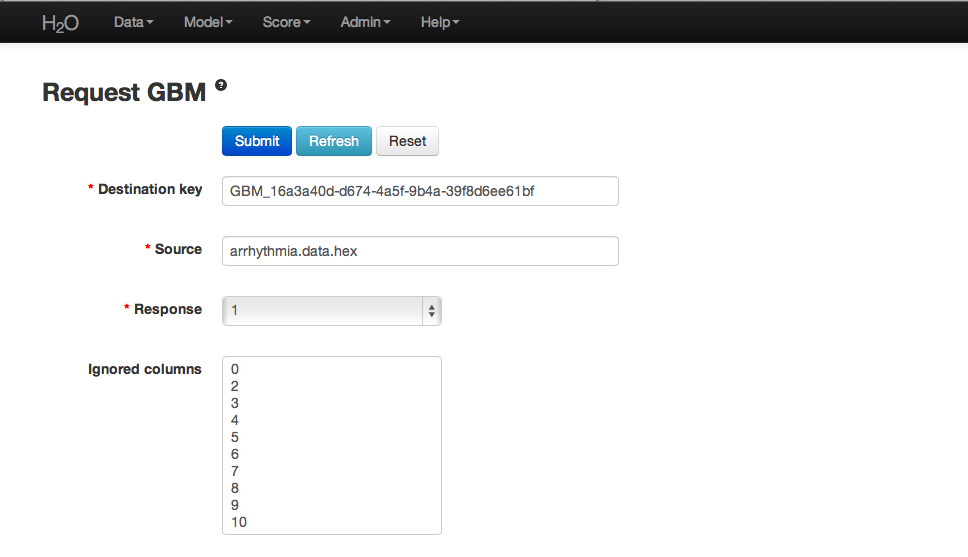 H2O Data Model Score Admin Help
Request GBM ?
Submit Refresh Reset
* Destination key GBM_16a3a40d-d674-4a5f-9b4a-39f8d6ee61bf
* Source arrhythmia.data.hex
* Response 1
Ignored columns 0
2
3
4
5
6
7
8
9
10